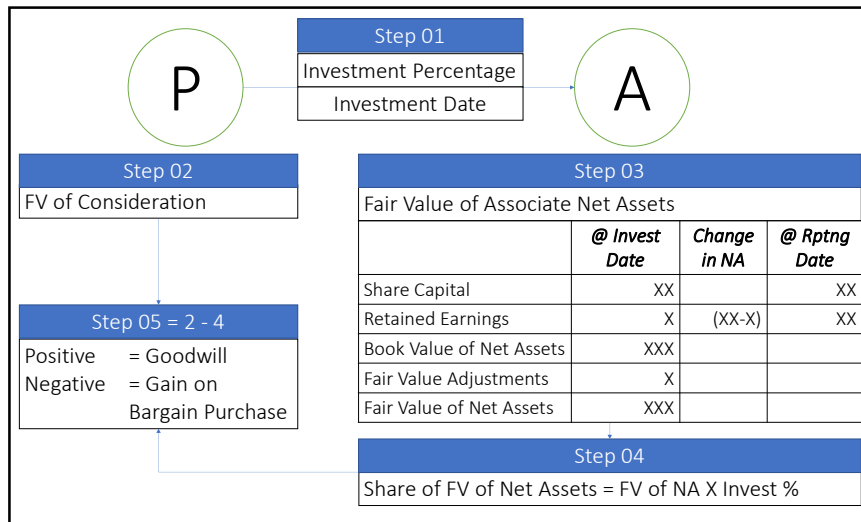 Step 01
P
Investment Percentage
A
Investment Date
Step 02
FV of Consideration
Step 03
Fair Value of Associate Net Assets
@ Invest Date Change in NA @ Rptng Date
Share Capital XX XX
Retained Earnings X (XX-X) XX
Book Value of Net Assets XXX
Fair Value Adjustments X
Fair Value of Net Assets XXX
Step 05 = 2 - 4
Positive = Goodwill
Negative = Gain on
Bargain Purchase
Step 04
Share of FV of Net Assets = FV of NA X Invest %